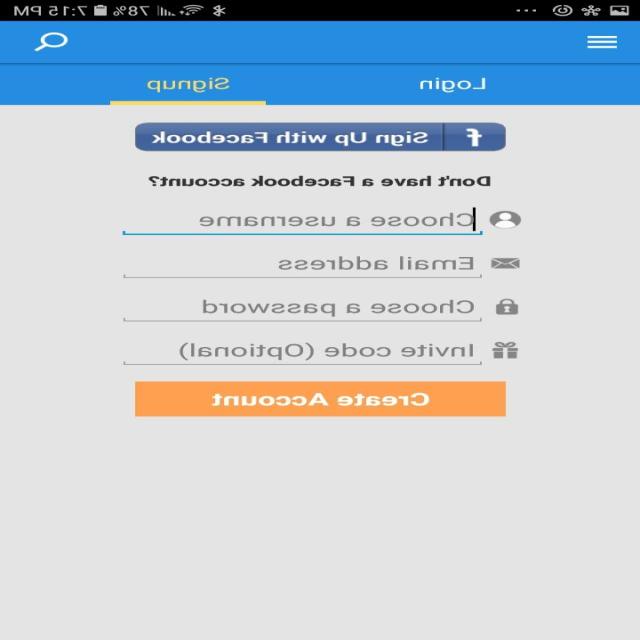 78% 7:15 PM
Login Signup
f Sign Up with Facebook
Don't have a Facebook account?
Choose a username
Email address
Choose a password
Invite code (Optional)
Create Account